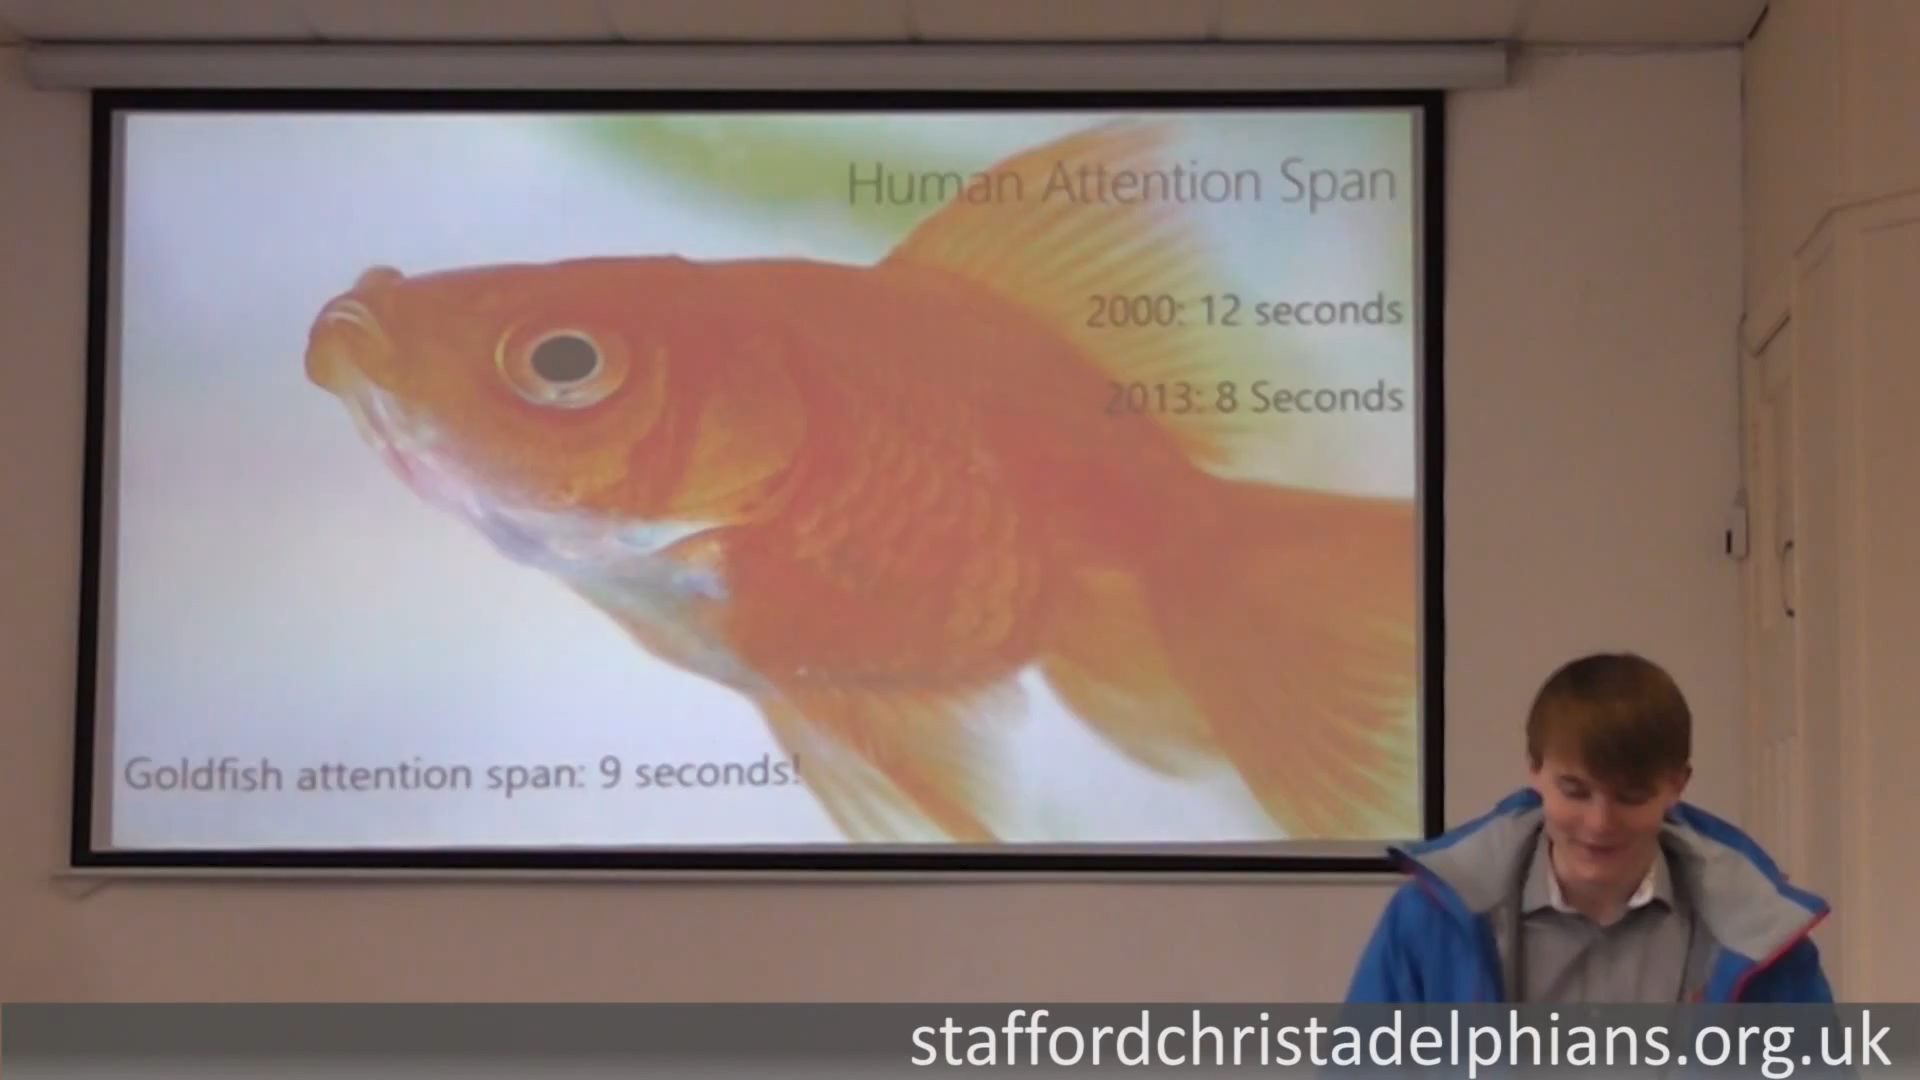 Human Attention Span
2000: 12 seconds
2013: 8 Seconds
Goldfish attention span: 9 seconds!
staffordchristadelphians.org.uk